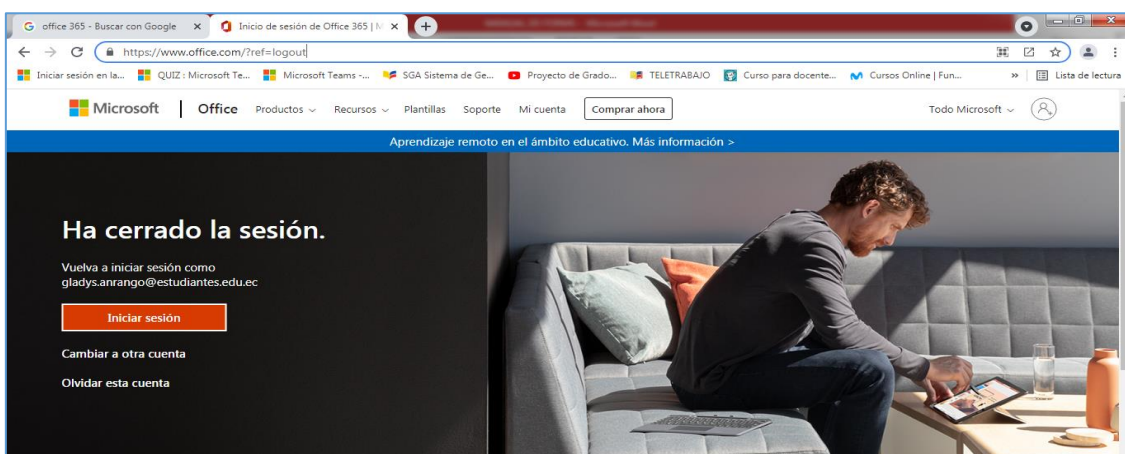 office 365 - Buscar con Google
Inicio de sesión de Office 365 | M
https://www.office.com/?ref=logout
Iniciar sesión en la... QUIZ : Microsoft Te... Microsoft Teams -... SGA Sistema de Ge... Proyecto de Grado... TELETRABAJO Curso para docente... Cursos Online | Fun... » Lista de lectura
Microsoft | Office Productos Recursos Plantillas Soporte Mi cuenta Comprar ahora Todo Microsoft
Aprendizaje remoto en el ámbito educativo. Más información >
Ha cerrado la sesión.
Vuelva a iniciar sesión como
gladys.anrango@estudiantes.edu.ec
Iniciar sesión
Cambiar a otra cuenta
Olvidar esta cuenta